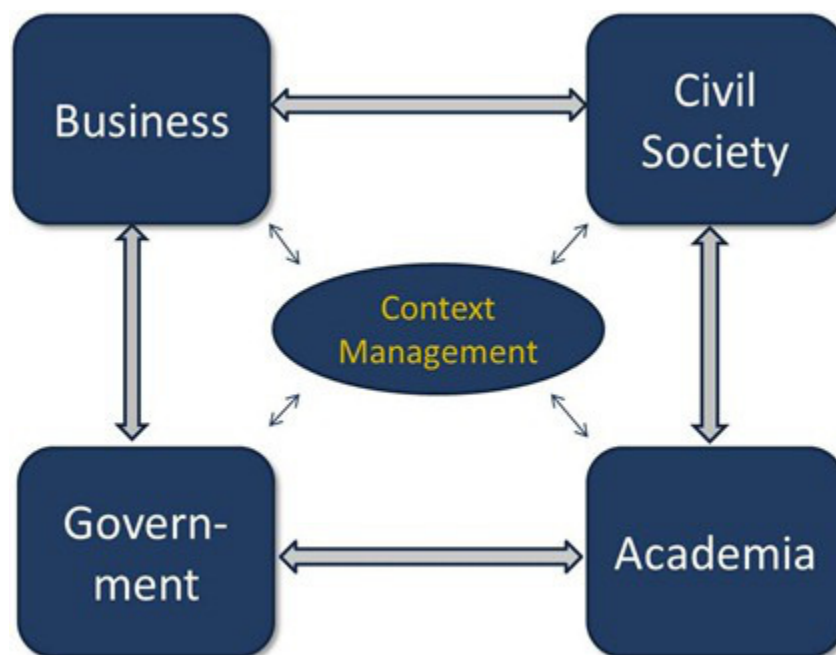 Business
Civil
Society
Context
Management
Govern-
ment
Academia